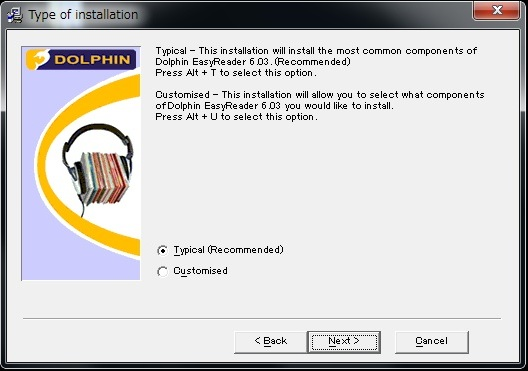 Type of installation
DOLPHIN
Typical - This installation will install the most common components of
Dolphin EasyReader 6.03. (Recommended)
Press Alt + T to select this option.
Customised - This installation will allow you to select what components
of Dolphin EasyReader 6.03 you would like to install.
Press Alt + U to select this option.
Typical (Recommended)
Customised
< Back
Next >
Cancel